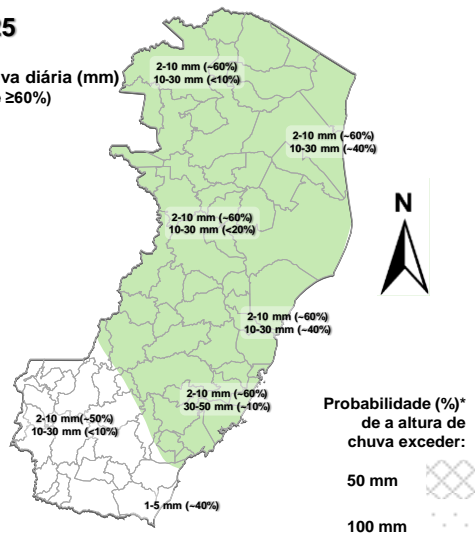 25
va diária (mm)
≥60%)
2-10 mm (~60%)
10-30 mm (<10%)
2-10 mm (~60%)
10-30 mm (~40%)
N
2-10 mm (~60%)
10-30 mm (<20%)
2-10 mm (~60%)
10-30 mm (~40%)
2-10 mm (~60%)
30-50 mm (~10%)
2-10 mm(~50%)
10-30 mm (<10%)
1-5 mm (~40%)
Probabilidade (%)*
de a altura de
chuva exceder:
50 mm
100 mm